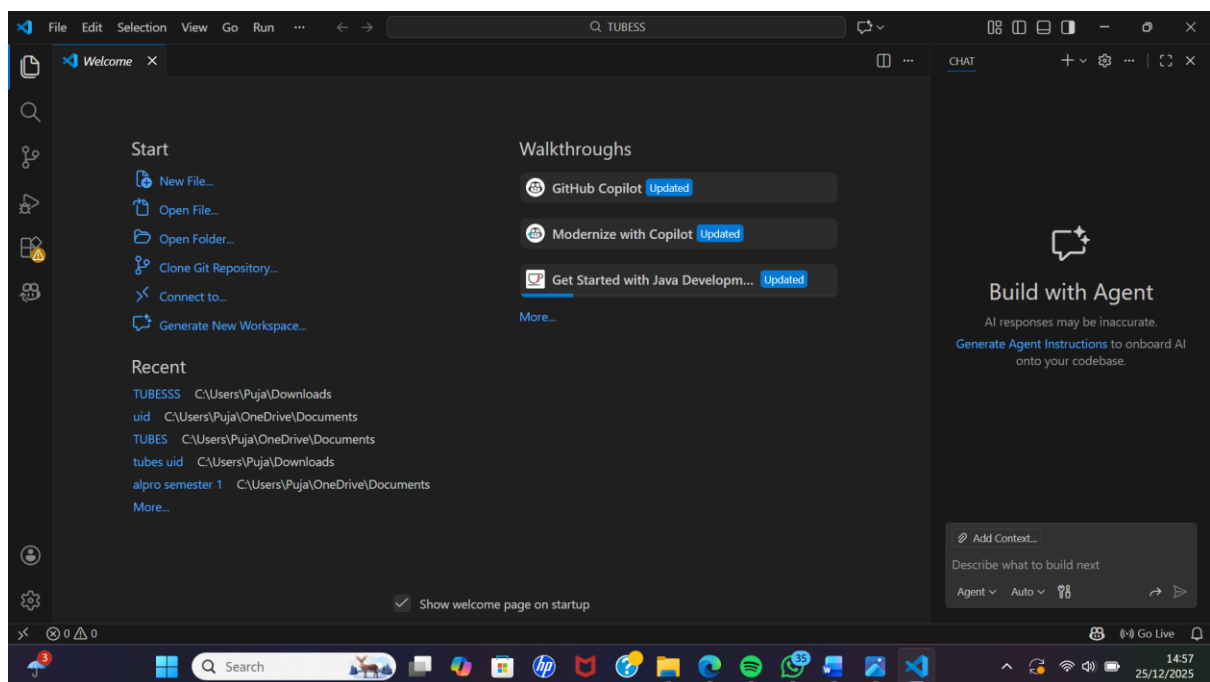 File Edit Selection View Go Run ...
TUBESS
Welcome
CHAT
Start
New File...
Open File...
Open Folder...
Clone Git Repository...
Connect to...
Generate New Workspace...
Recent
TUBESSS C:\Users\Puja\Downloads
uid C:\Users\Puja\OneDrive\Documents
TUBES C:\Users\Puja\OneDrive\Documents
tubes uid C:\Users\Puja\Downloads
alpro semester 1 C:\Users\Puja\OneDrive\Documents
More...
Walkthroughs
GitHub Copilot Updated
Modernize with Copilot Updated
Get Started with Java Developm... Updated
More...
Show welcome page on startup
Build with Agent
AI responses may be inaccurate.
Generate Agent Instructions to onboard AI
onto your codebase.
Add Context...
Describe what to build next
Agent Auto
0 0
Go Live
3
Search
hp
35
14:57
25/12/2025